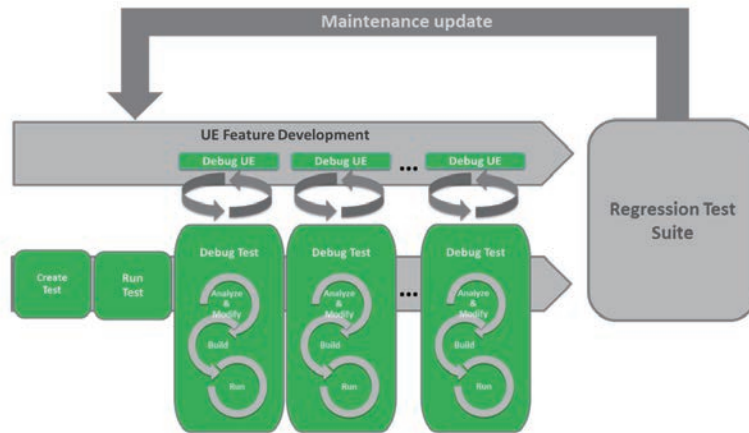 Maintenance update
UE Feature Development
Debug UE
Debug UE
...
Debug UE
Regression Test
Suite
Create
Test
Run
Test
Debug Test
Analyze
&
Modify
Build
Run
Debug Test
Analyze
&
Modify
Build
Run
...
Debug Test
Analyze
&
Modify
Build
Run